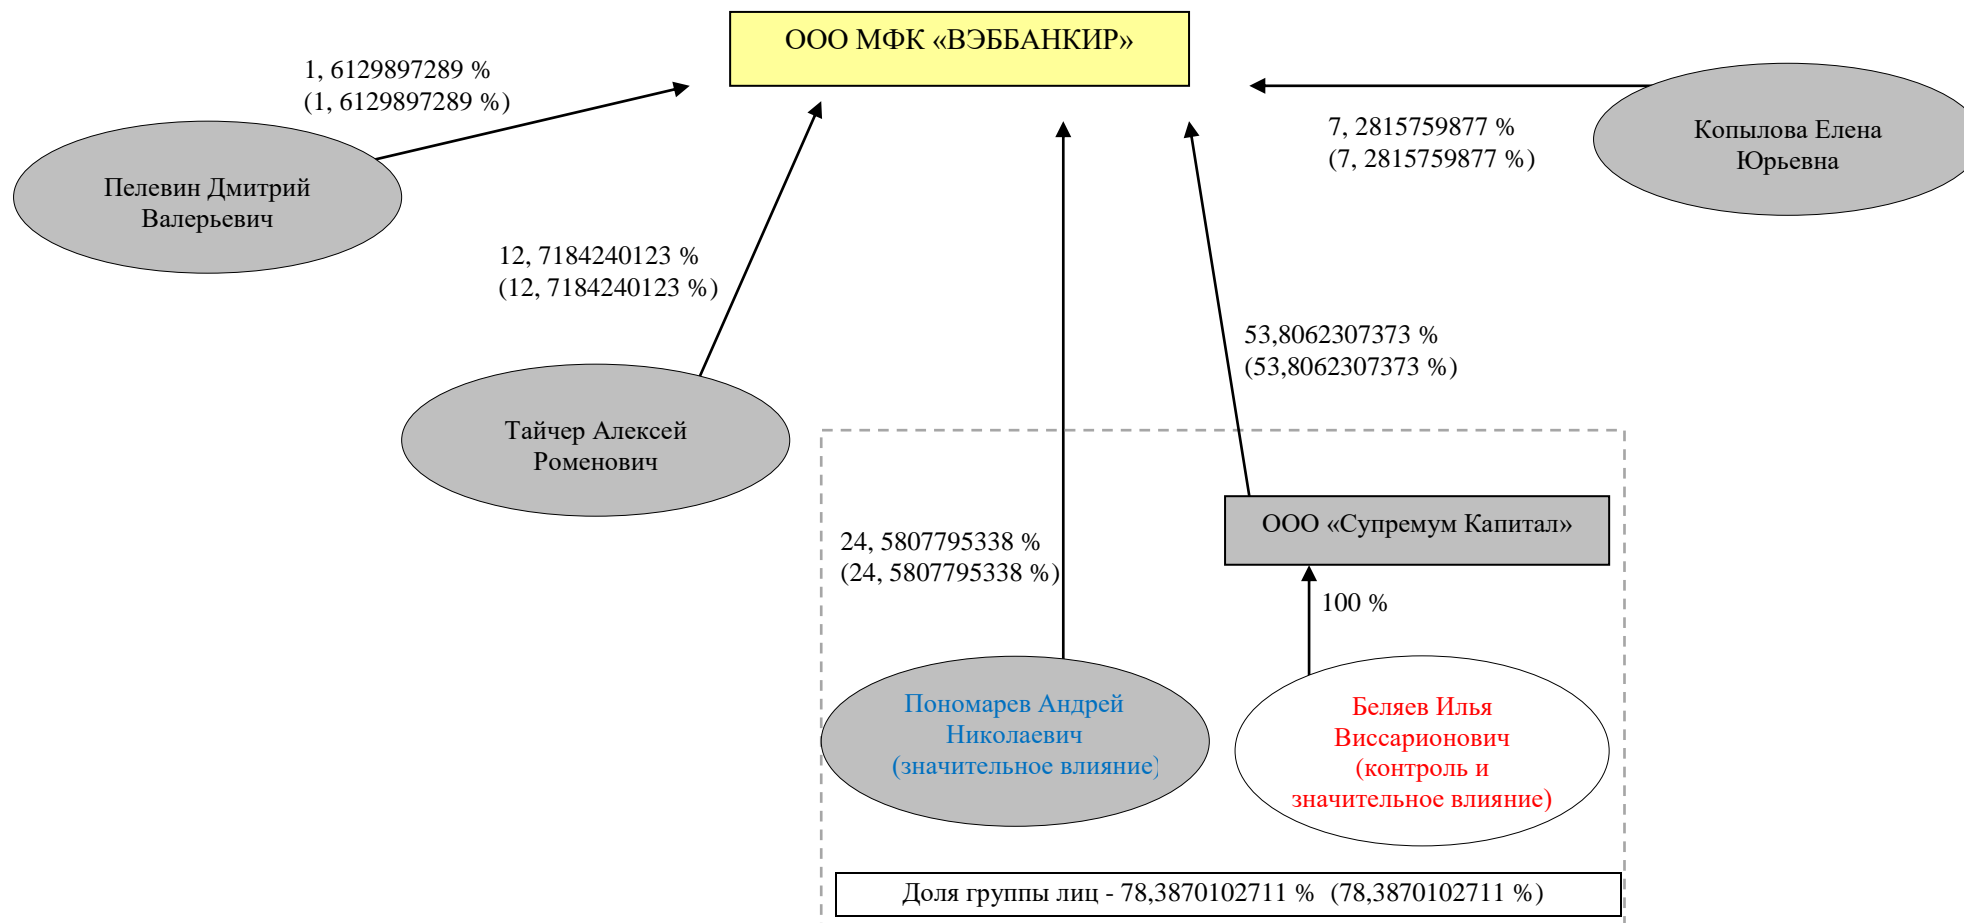 ООО МФК «ВЭББАНКИР»
1, 6129897289 %
(1, 6129897289 %)
Пелевин Дмитрий
Валерьевич
7, 2815759877 %
(7, 2815759877 %)
Копылова Елена
Юрьевна
12, 7184240123 %
(12, 7184240123 %)
Тайчер Алексей
Роменович
53,8062307373 %
(53,8062307373 %)
ООО «Супремум Капитал»
24, 5807795338 %
(24, 5807795338 %)
100 %
Пономарев Андрей
Николаевич
(значительное влияние)
Беляев Илья
Виссарионович
(контроль и
значительное влияние)
Доля группы лиц - 78,3870102711 % (78,3870102711 %)